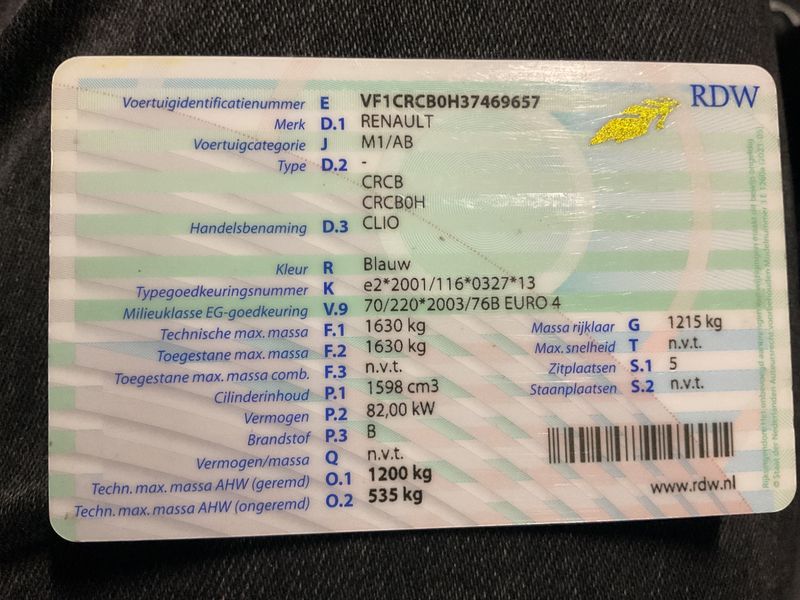 RDW
Voertuigidentificatienummer E VF1CRCB0H37469657
Merk D.1 RENAULT
Voertuigcategorie J M1/AB
Type D.2 -
CRCB
CRCB0H
Handelsbenaming D.3 CLIO
Kleur R Blauw
Typegoedkeuringsnummer K e2*2001/116*0327*13
Milieuklasse EG-goedkeuring V.9 70/220*2003/76B EURO 4
Technische max. massa F.1 1630 kg Massa rijklaar G 1215 kg
Toegestane max. massa F.2 1630 kg Max. snelheid T n.v.t.
Toegestane max. massa comb. F.3 n.v.t. Zitplaatsen S.1 5
Cilinderinhoud P.1 1598 cm3 Staanplaatsen S.2 n.v.t.
Vermogen P.2 82,00 kW
Brandstof P.3 B
Vermogen/massa Q n.v.t.
Techn. max. massa AHW (geremd) O.1 1200 kg
Techn. max. massa AHW (ongeremd) O.2 535 kg
www.rdw.nl